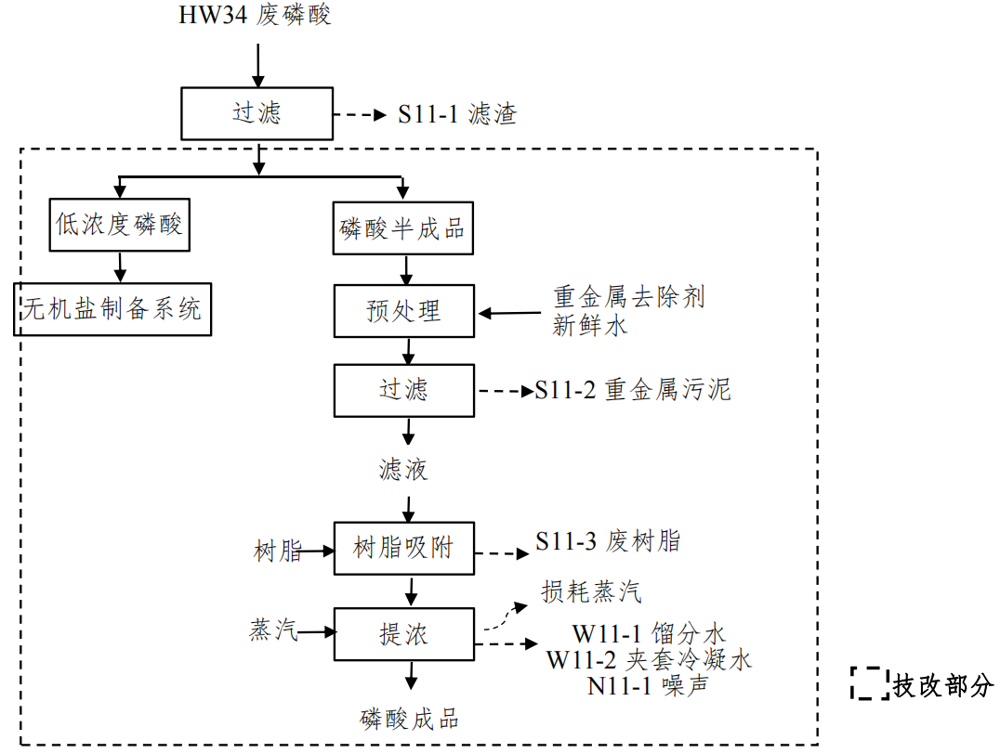 HW34 废磷酸
过滤
S11-1 滤渣
低浓度磷酸
磷酸半成品
无机盐制备系统
预处理
重金属去除剂
新鲜水
过滤
S11-2 重金属污泥
滤液
树脂
树脂吸附
S11-3 废树脂
损耗蒸汽
蒸汽
提浓
W11-1 馏分水
W11-2 夹套冷凝水
N11-1 噪声
技改部分
磷酸成品